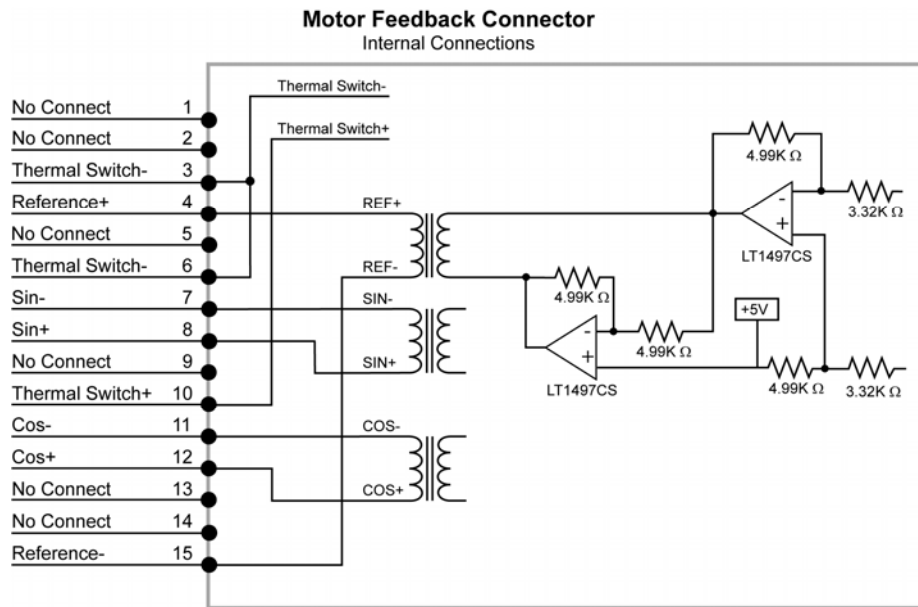 Motor Feedback Connector
Internal Connections
Thermal Switch-
Thermal Switch+
No Connect 1
No Connect 2
Thermal Switch- 3
Reference+ 4
No Connect 5
Thermal Switch- 6
Sin- 7
Sin+ 8
No Connect 9
Thermal Switch+ 10
Cos- 11
Cos+ 12
No Connect 13
No Connect 14
Reference- 15
REF+
REF-
SIN-
SIN+
COS-
COS+
4.99K Ω
3.32K Ω
-
+
LT1497CS
4.99K Ω
+5V
-
+
4.99K Ω
LT1497CS
4.99K Ω
3.32K Ω